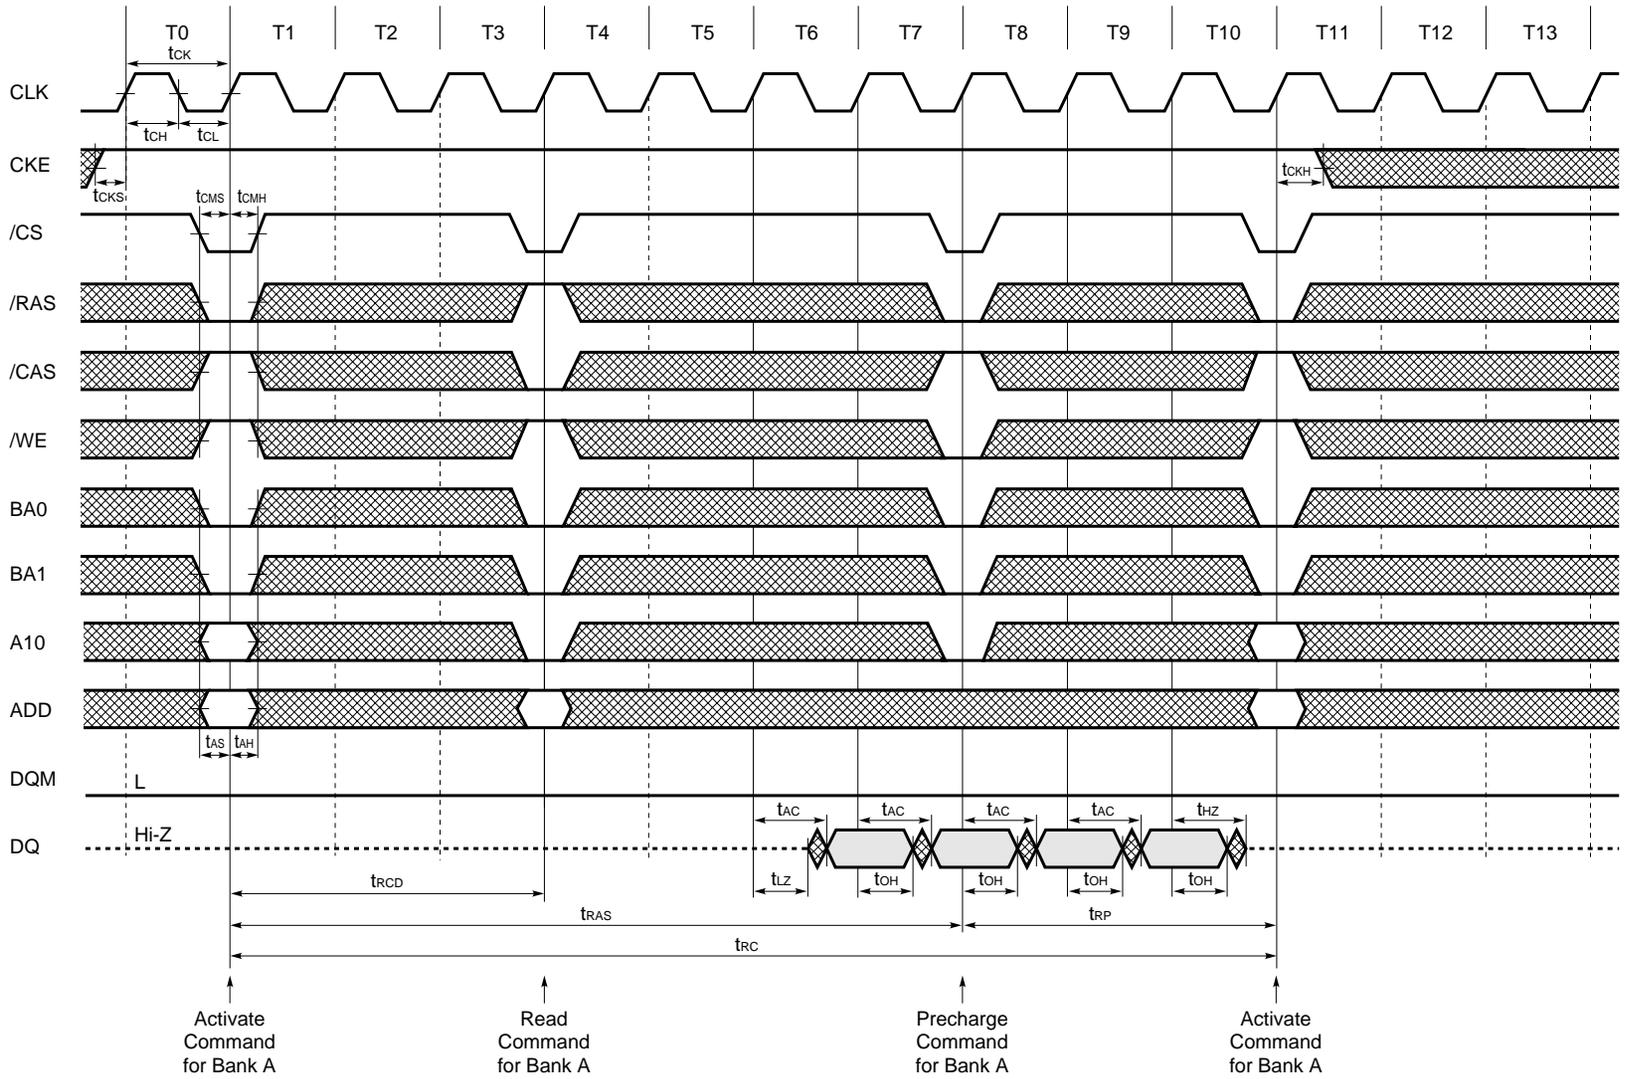 T0 T1 T2 T3 T4 T5 T6 T7 T8 T9 T10 T11 T12 T13
tCK
CLK
tCH tCL
CKE
tCKH
tCKS tCMS tCMH
/CS
/RAS
/CAS
/WE
BA0
BA1
A10
ADD
tAS tAH
DQM L
tAC tAC tAC tAC tHZ
Hi-Z
DQ
tRCD tLZ tOH tOH tOH tOH
tRAS tRP
tRC
Activate Read Precharge Activate
Command Command Command Command
for Bank A for Bank A for Bank A for Bank A